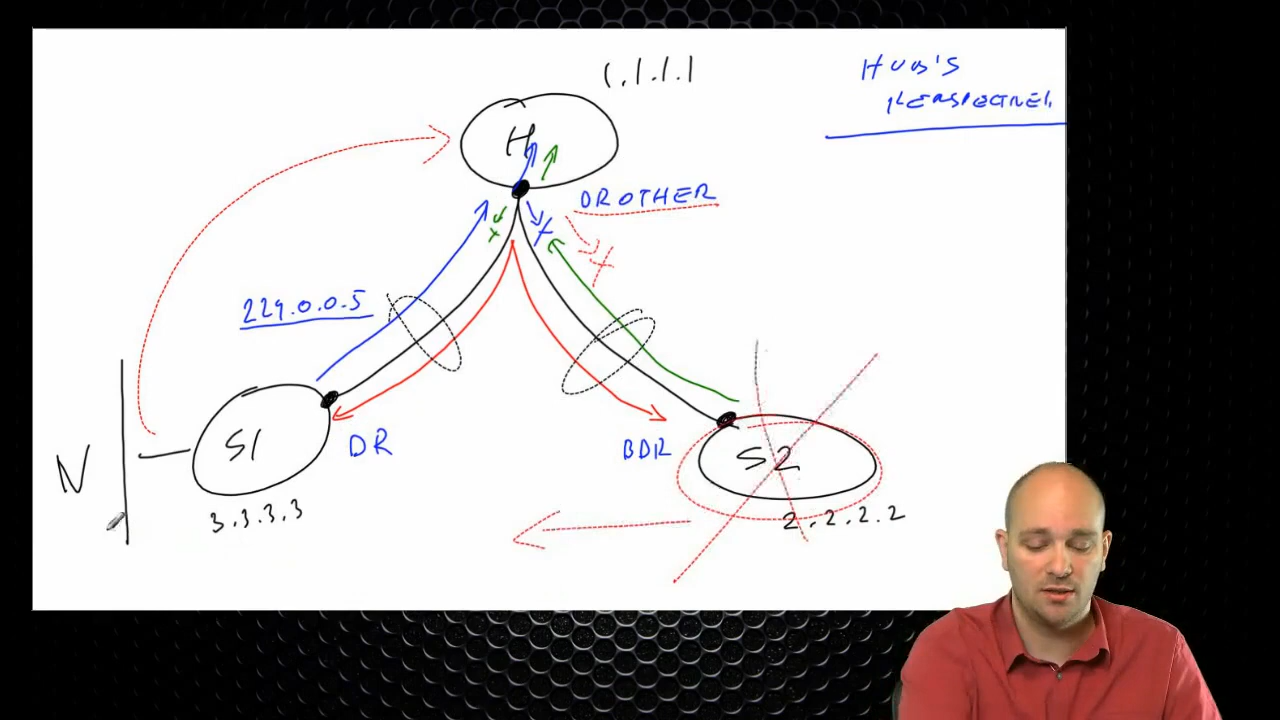 1.1.1.1
HUB'S
PERSPECTIVE
H
DROTHER
224.0.0.5
S1
DR
BDR
S2
N
3.3.3.3
2.2.2.2